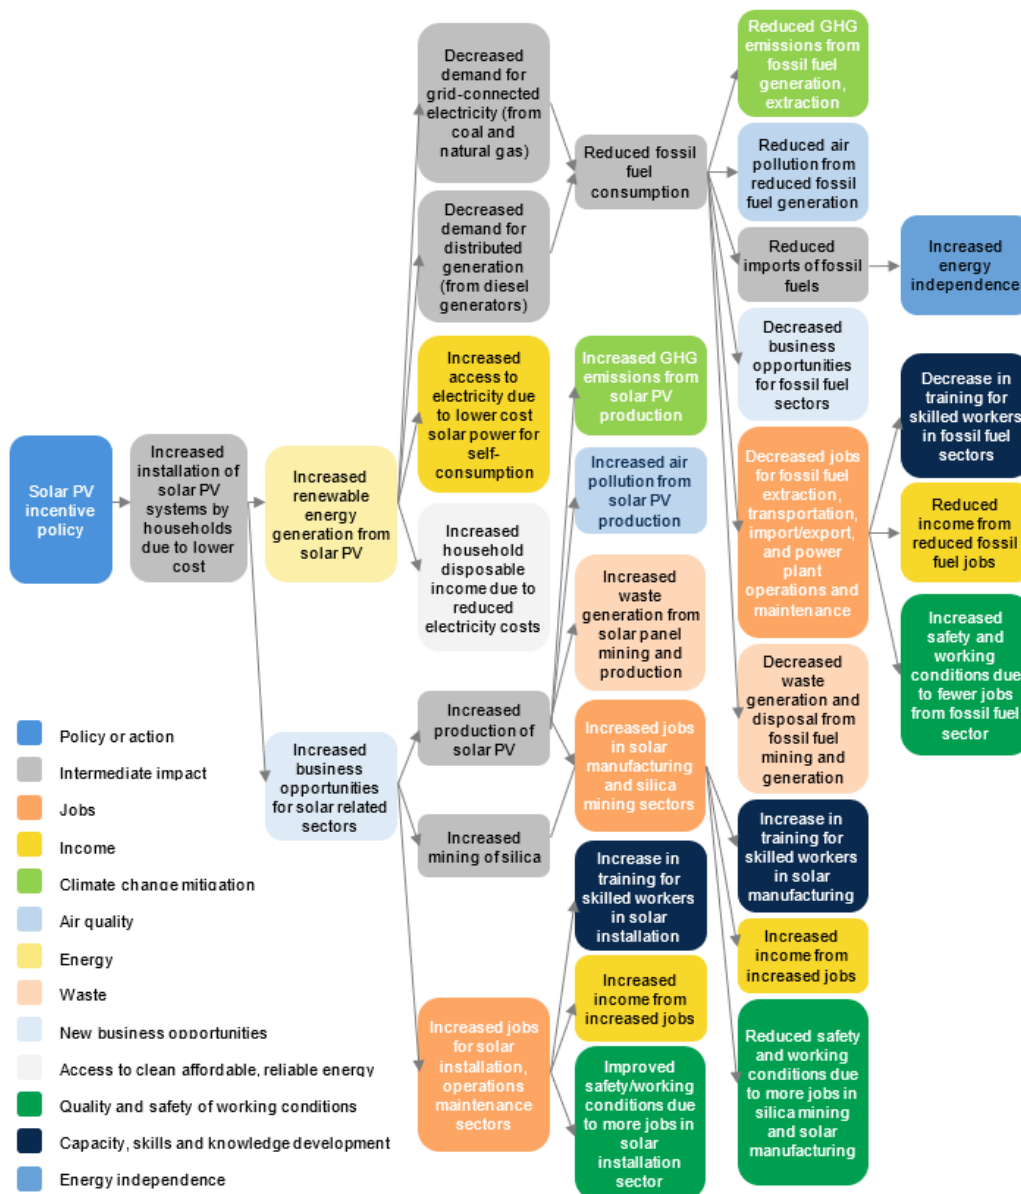 Solar PV
incentive
policy
Increased
installation of
solar PV
systems by
households
due to lower
cost
Increased
renewable
energy
generation from
solar PV
Increased
business
opportunities
for solar related
sectors
Decreased
demand for
grid-connected
electricity (from
coal and
natural gas)
Decreased
demand for
distributed
generation
(from diesel
generators)
Increased
access to
electricity due
to lower cost
solar power for
self-
consumption
Increased
household
disposable
income due to
reduced
electricity costs
Increased
production of
solar PV
Increased
mining of silica
Increased jobs
for solar
installation,
operations
maintenance
sectors
Reduced fossil
fuel
consumption
Increased GHG
emissions from
solar PV
production
Increased air
pollution from
solar PV
production
Increased
waste
generation from
solar panel
mining and
production
Increased jobs
in solar
manufacturing
and silica
mining sectors
Increase in
training for
skilled workers
in solar
installation
Increased
income from
increased jobs
Improved
safety/working
conditions due
to more jobs in
solar
installation
sector
Reduced GHG
emissions from
fossil fuel
generation,
extraction
Reduced air
pollution from
reduced fossil
fuel generation
Reduced
imports of fossil
fuels
Decreased
business
opportunities
for fossil fuel
sectors
Decreased jobs
for fossil fuel
extraction,
transportation,
import/export,
and power
plant
operations and
maintenance
Decreased
waste
generation and
disposal from
fossil fuel
mining and
generation
Increase in
training for
skilled workers
in solar
manufacturing
Increased
income from
increased jobs
Reduced safety
and working
conditions due
to more jobs in
silica mining
and solar
manufacturing
Increased
energy
independence
Decrease in
training for
skilled workers
in fossil fuel
sectors
Reduced
income from
reduced fossil
fuel jobs
Increased
safety and
working
conditions due
to fewer jobs
from fossil fuel
sector
Policy or action
Intermediate impact
Jobs
Income
Climate change mitigation
Air quality
Energy
Waste
New business opportunities
Access to clean affordable, reliable energy
Quality and safety of working conditions
Capacity, skills and knowledge development
Energy independence